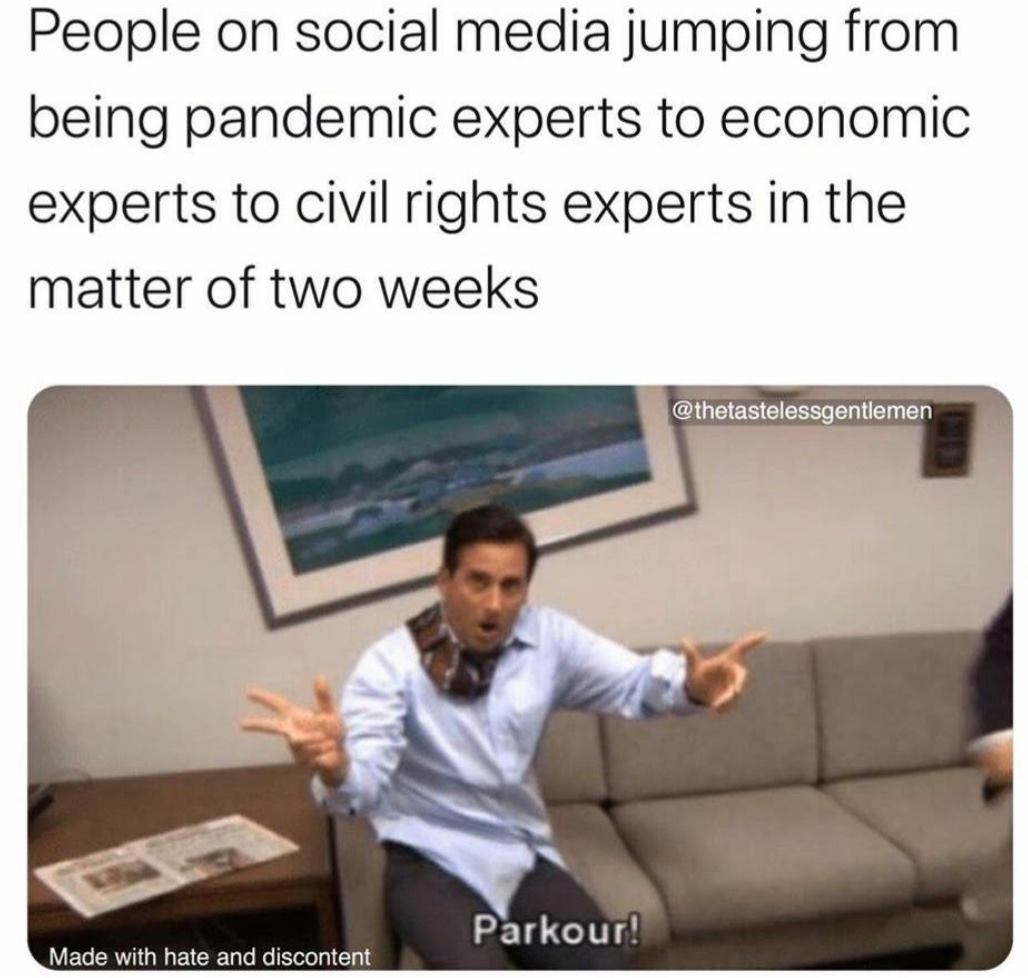 People on social media jumping from
being pandemic experts to economic
experts to civil rights experts in the
matter of two weeks
@thetastelessgentlemen
Parkour!
Made with hate and discontent